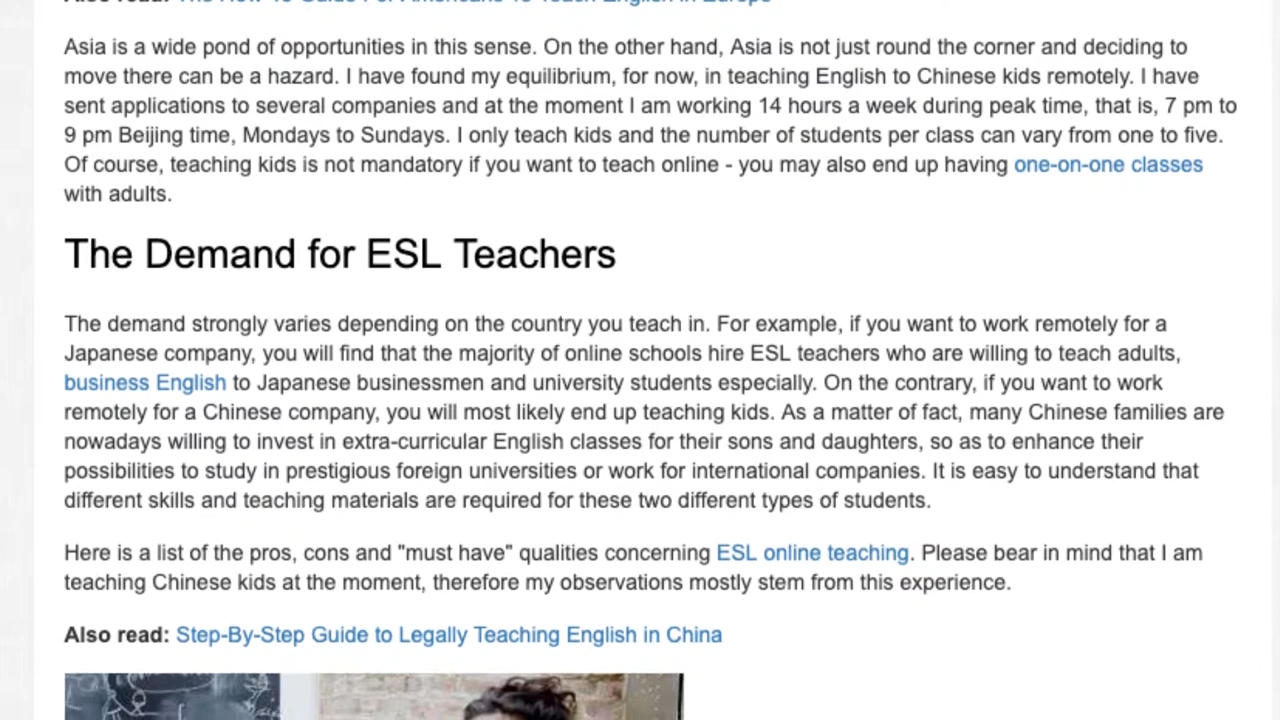 Also read: The How-To Guide For Americans To Teach English in Europe
Asia is a wide pond of opportunities in this sense. On the other hand, Asia is not just round the corner and deciding to
move there can be a hazard. I have found my equilibrium, for now, in teaching English to Chinese kids remotely. I have
sent applications to several companies and at the moment I am working 14 hours a week during peak time, that is, 7 pm to
9 pm Beijing time, Mondays to Sundays. I only teach kids and the number of students per class can vary from one to five.
Of course, teaching kids is not mandatory if you want to teach online - you may also end up having one-on-one classes
with adults.
The Demand for ESL Teachers
The demand strongly varies depending on the country you teach in. For example, if you want to work remotely for a
Japanese company, you will find that the majority of online schools hire ESL teachers who are willing to teach adults,
business English to Japanese businessmen and university students especially. On the contrary, if you want to work
remotely for a Chinese company, you will most likely end up teaching kids. As a matter of fact, many Chinese families are
nowadays willing to invest in extra-curricular English classes for their sons and daughters, so as to enhance their
possibilities to study in prestigious foreign universities or work for international companies. It is easy to understand that
different skills and teaching materials are required for these two different types of students.
Here is a list of the pros, cons and "must have" qualities concerning ESL online teaching. Please bear in mind that I am
teaching Chinese kids at the moment, therefore my observations mostly stem from this experience.
Also read: Step-By-Step Guide to Legally Teaching English in China